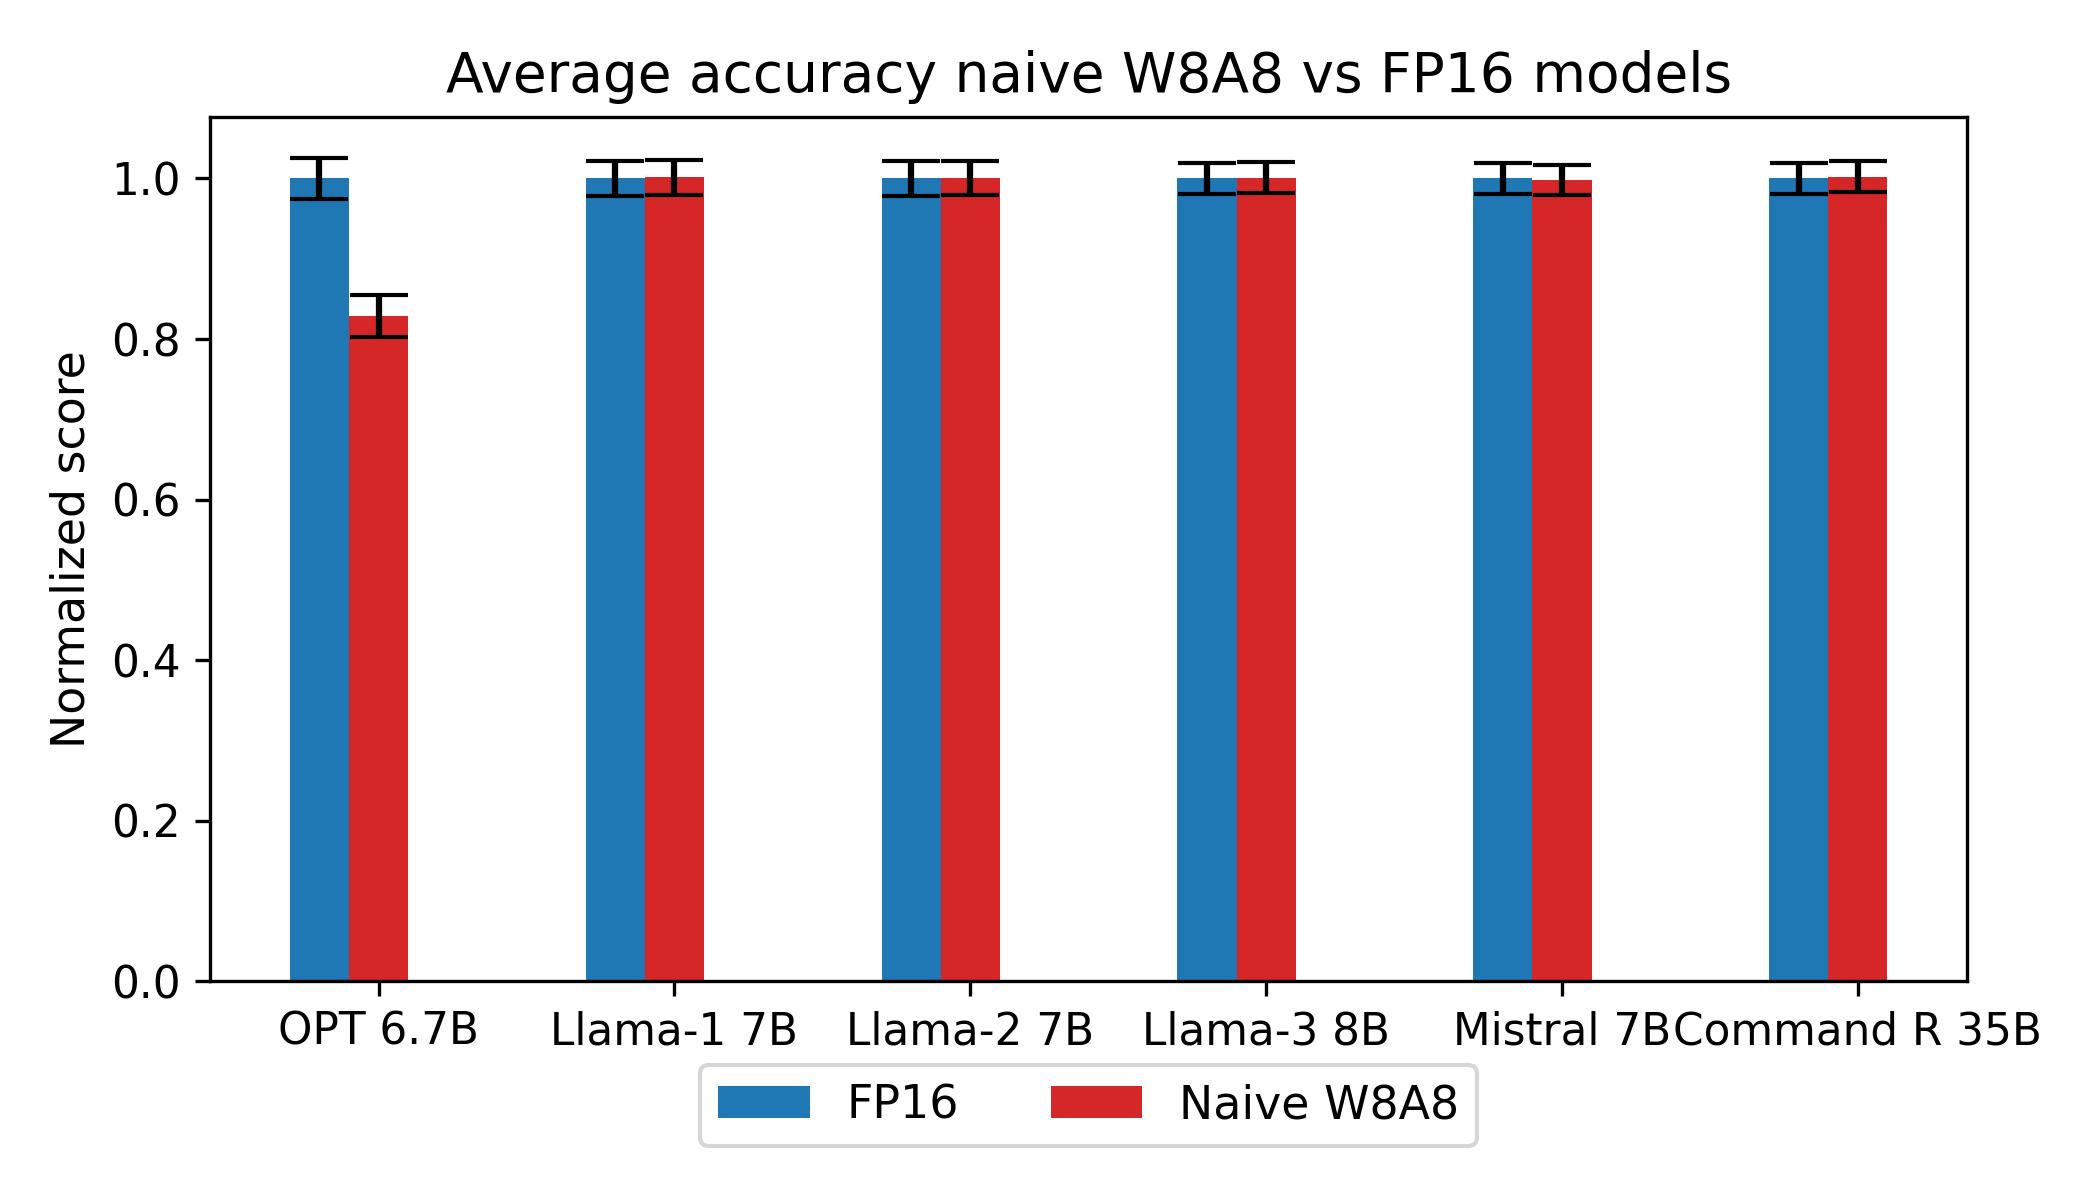 Average accuracy naive W8A8 vs FP16 models
Normalized score
1.0
0.8
0.6
0.4
0.2
0.0
OPT 6.7B Llama-1 7B Llama-2 7B Llama-3 8B Mistral 7B Command R 35B
FP16 Naive W8A8